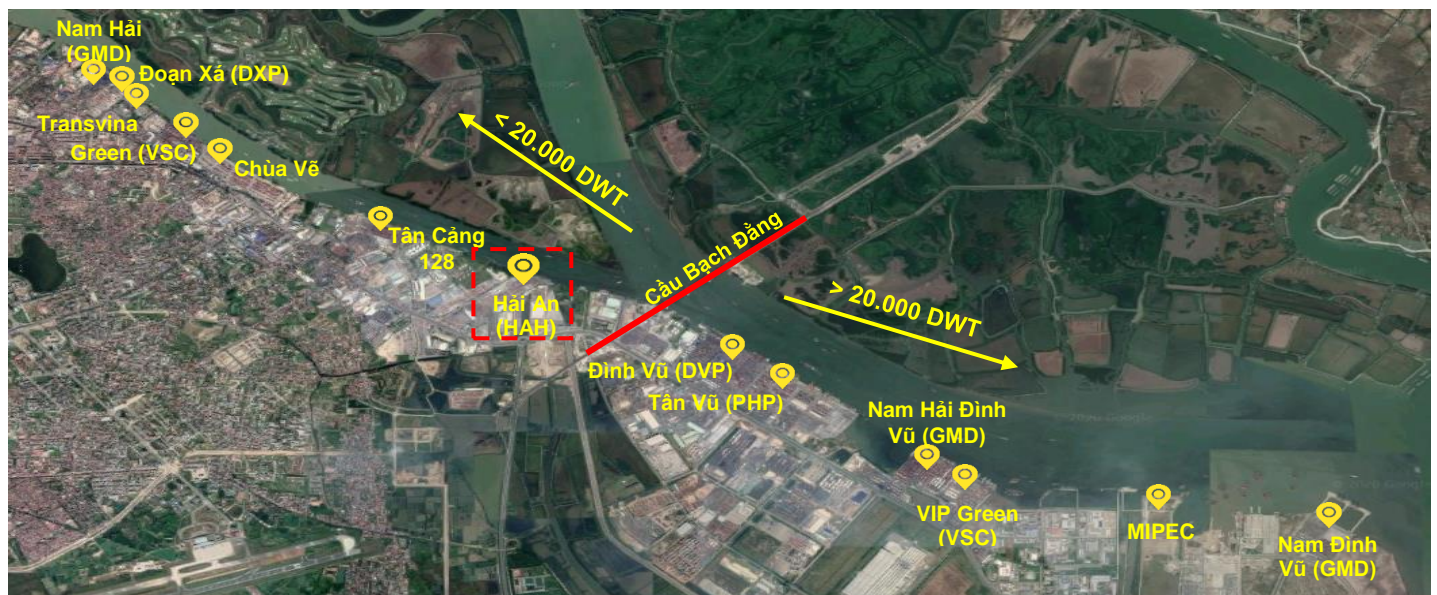 Nam Hải
(GMD)
Đoạn Xá (DXP)
Transvina
Green (VSC)
Chùa Vẽ
Tân Cảng
128
Hải An
(HAH)
< 20.000 DWT
Cầu Bạch Đằng
> 20.000 DWT
Đình Vũ (DVP)
Tân Vũ (PHP)
Nam Hải Đình
Vũ (GMD)
VIP Green
(VSC)
MIPEC
Nam Đình
Vũ (GMD)